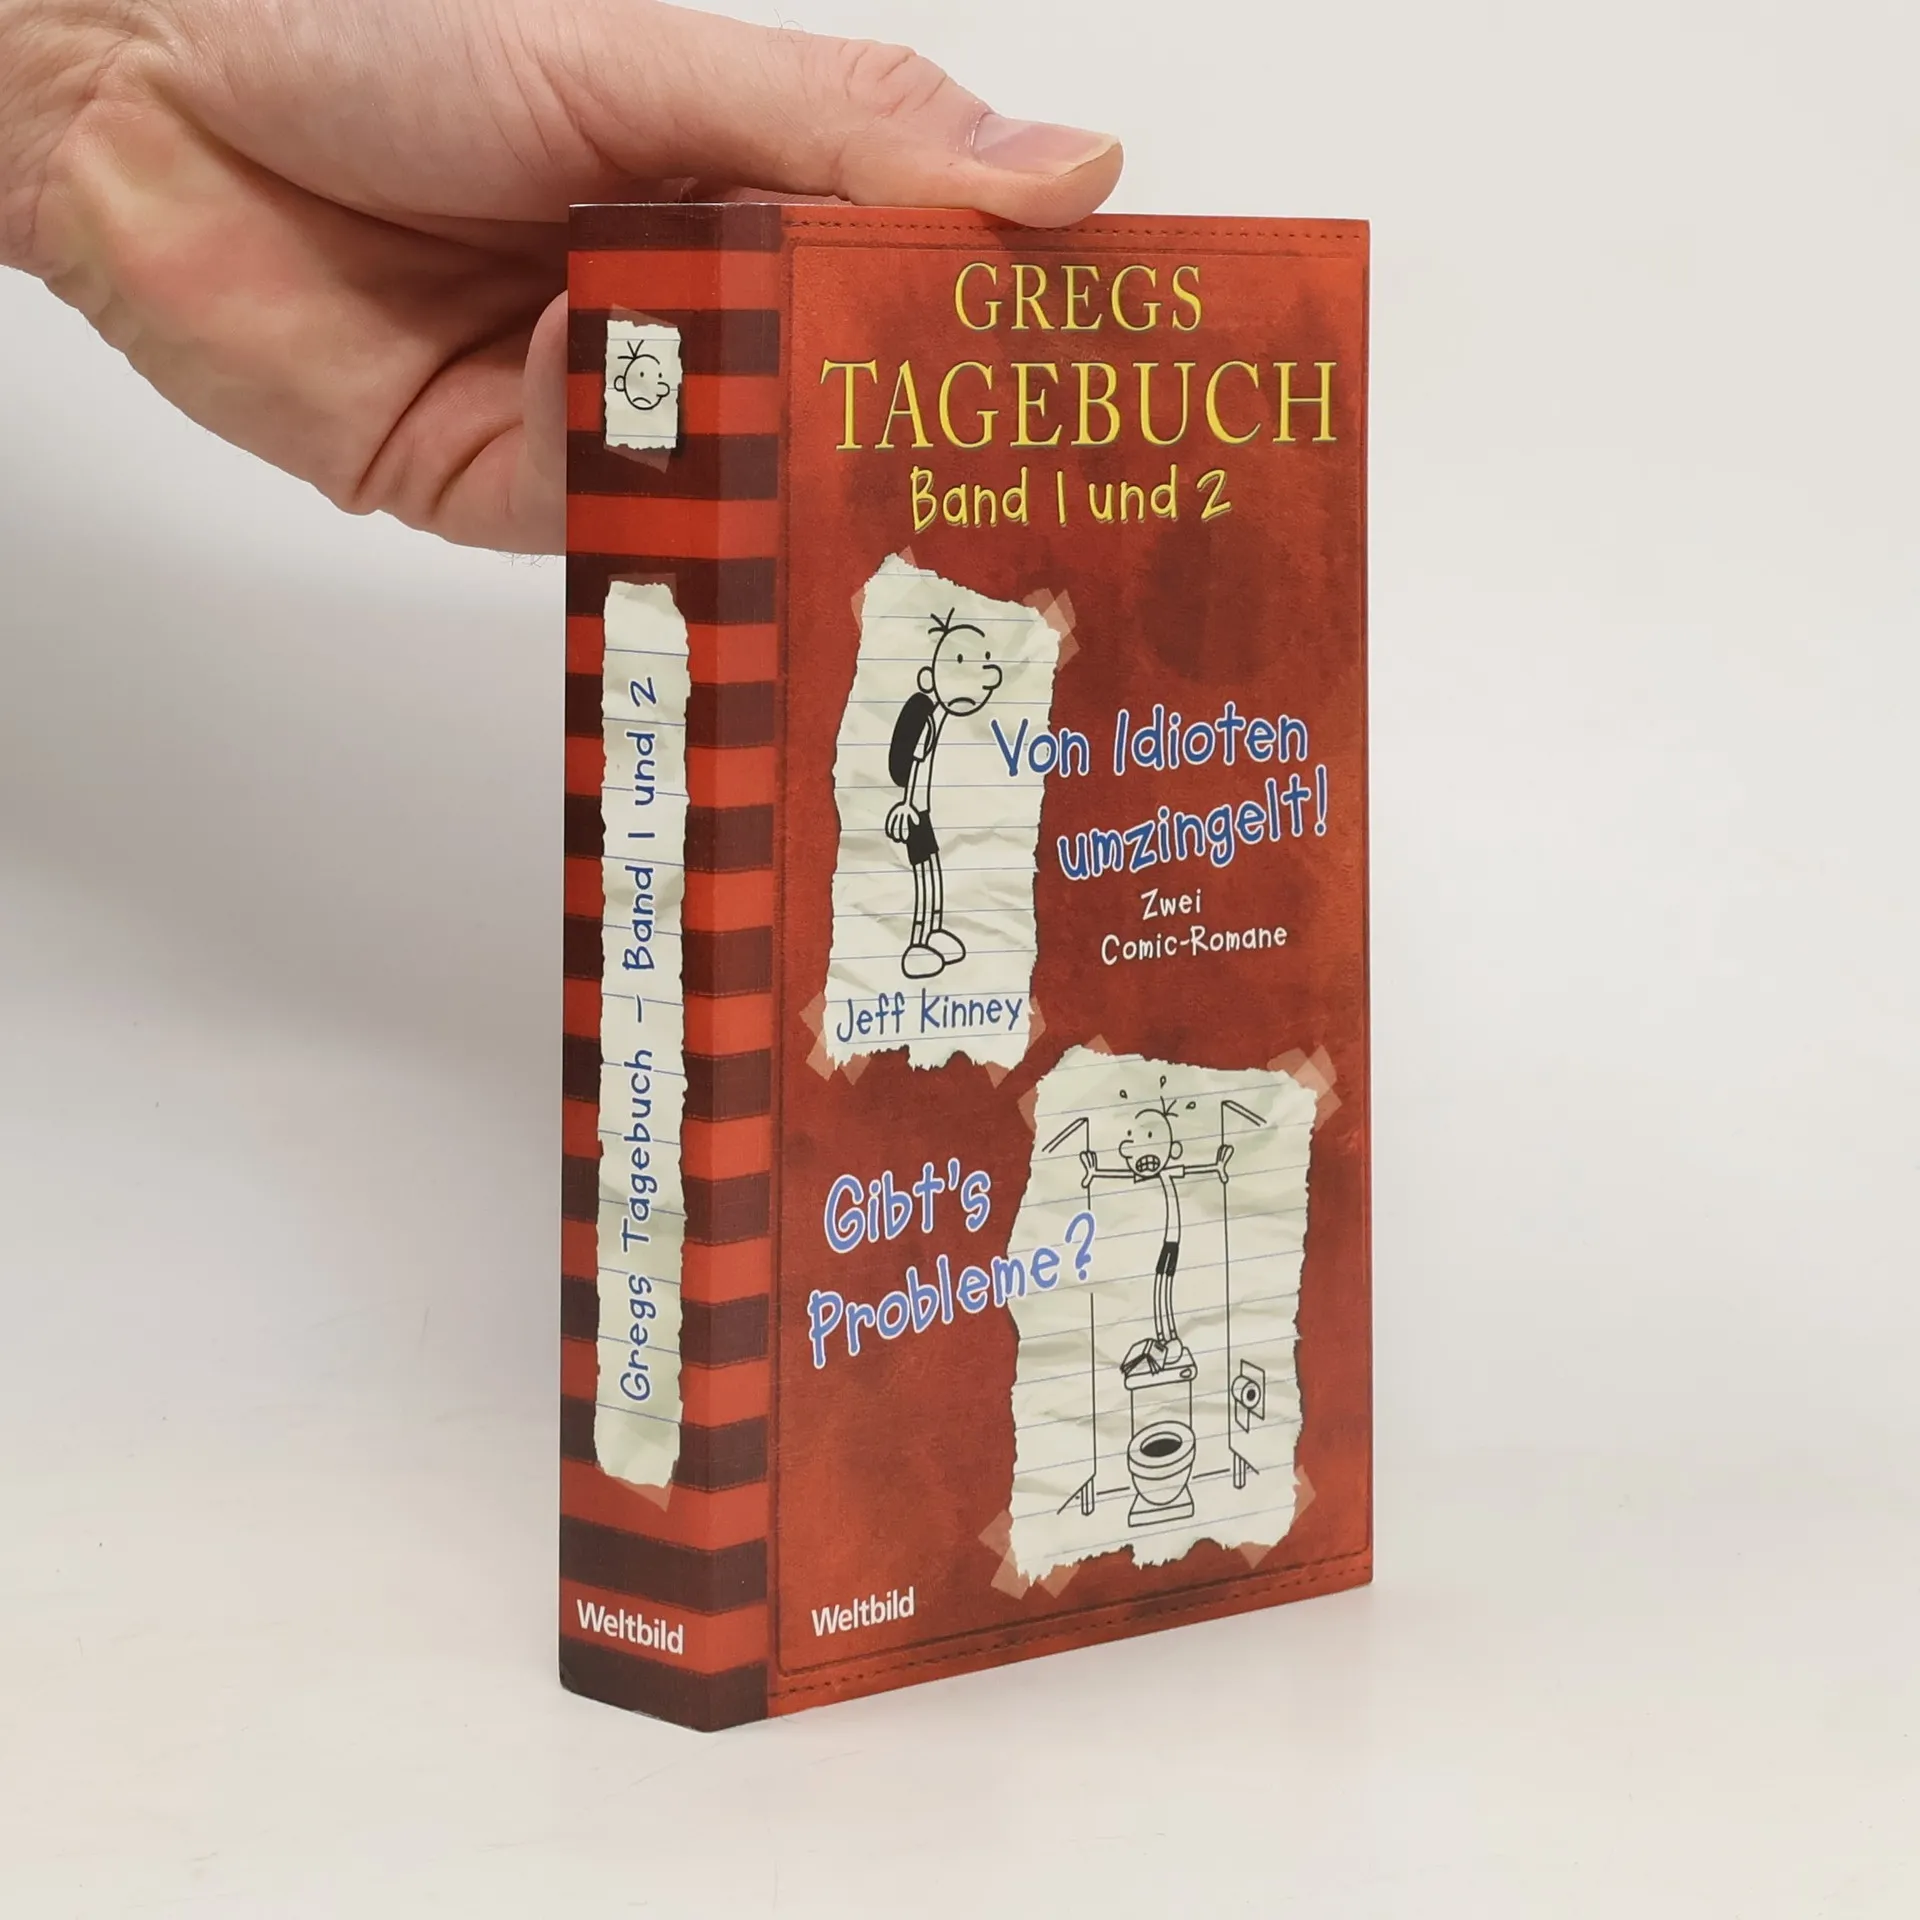 GREGS
TAGEBUCH
Band 1 und 2
Von Idioten
umzingelt!
Zwei
Comic-Romane
Jeff Kinney
Gibt's
Probleme?
Weltbild
Gregs Tagebuch – Band 1 und 2
Weltbild